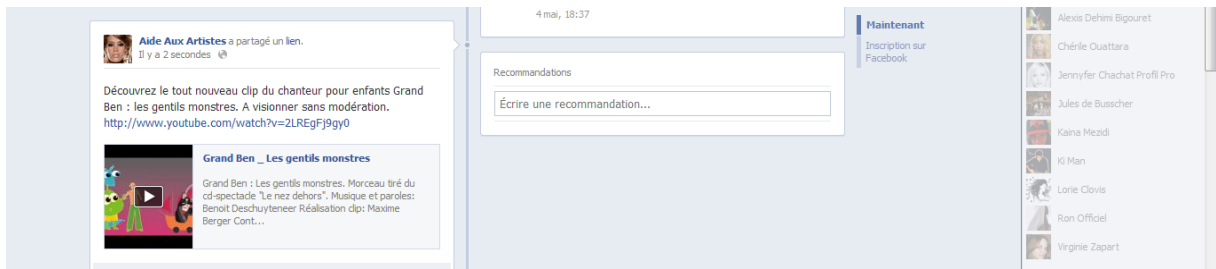 Aide Aux Artistes a partagé un lien.
Il y a 2 secondes
Découvrez le tout nouveau clip du chanteur pour enfants Grand
Ben : les gentils monstres. A visionner sans modération.
http://www.youtube.com/watch?v=2LREgFj9gy0
Grand Ben _ Les gentils monstres
Grand Ben : Les gentils monstres. Morceau tiré du
cd-spectacle "Le nez dehors". Musique et paroles:
Benoit Deschuyteneer Réalisation clip: Maxime
Berger Cont...
4 mai, 18:37
Recommandations
Écrire une recommandation...
Maintenant
Inscription sur
Facebook
Alexis Dehimi Bigouret
Chérile Ouattara
Jennyfer Chachat Profil Pro
Jules de Busscher
Kaina Mezidi
Ki Man
Lorie Clovis
Ron Officiel
Virginie Zapart